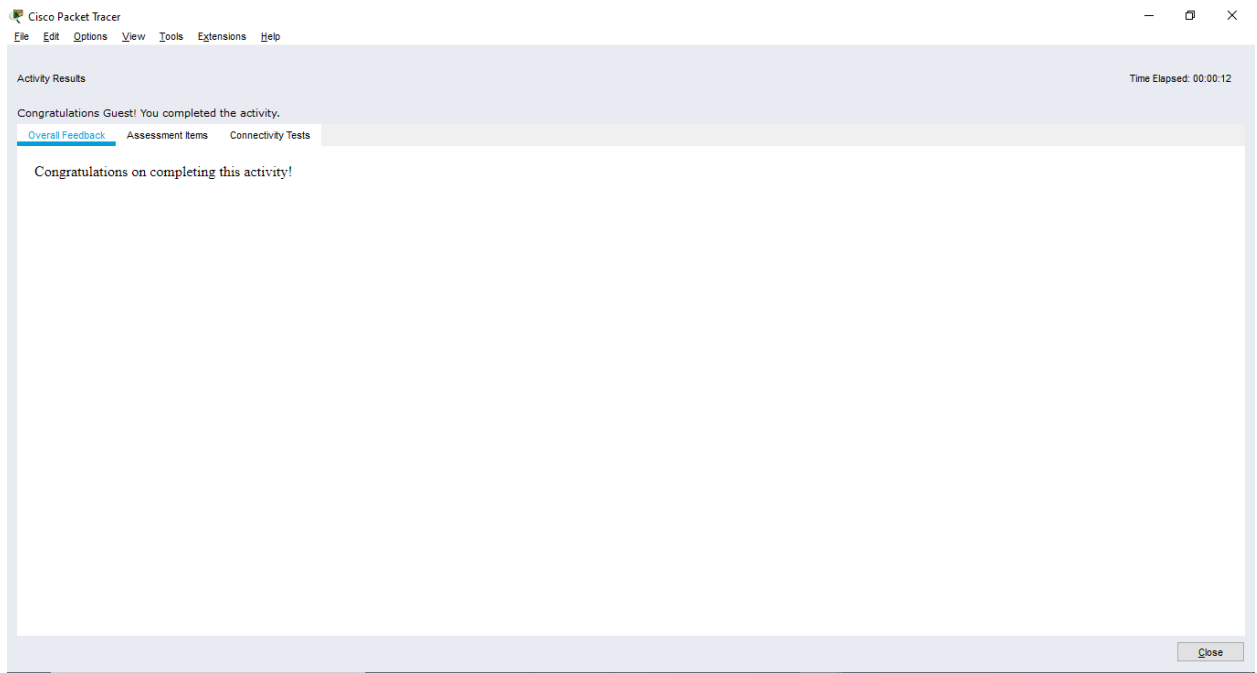 Cisco Packet Tracer
File Edit Options View Tools Extensions Help
Activity Results
Time Elapsed: 00:00:12
Congratulations Guest! You completed the activity.
Overall Feedback Assessment Items Connectivity Tests
Congratulations on completing this activity!
Close